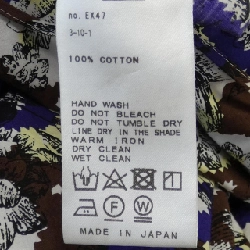 no. EK47
3-10-1
100% COTTON
HAND WASH
DO NOT BLEACH
DO NOT TUMBLE DRY
LINE DRY IN THE SHADE
WARM IRON
DRY CLEAN
WET CLEAN
F
W
MADE IN JAPAN